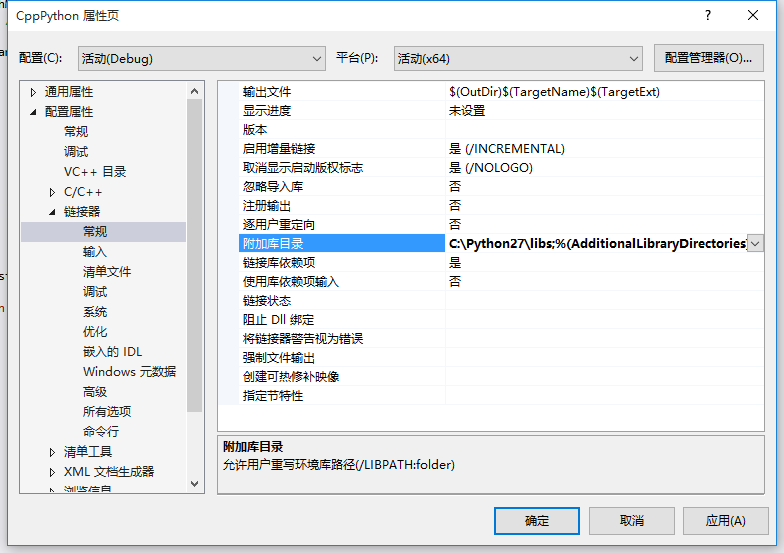 CppPython 属性页
配置(C): 活动(Debug) 平台(P): 活动(x64) 配置管理器(O)...
通用属性
配置属性
常规
调试
VC++ 目录
C/C++
链接器
常规
输入
清单文件
调试
系统
优化
嵌入的 IDL
Windows 元数据
高级
所有选项
命令行
清单工具
XML 文档生成器
浏览信息
输出文件 $(OutDir)$(TargetName)$(TargetExt)
显示进度 未设置
版本
启用增量链接 是 (/INCREMENTAL)
取消显示启动版权标志 是 (/NOLOGO)
忽略导入库 否
注册输出 否
逐用户重定向 否
附加库目录 C:\Python27\libs;%(AdditionalLibraryDirectories)
链接库依赖项 是
使用库依赖项输入 否
链接状态
阻止 Dll 绑定
将链接器警告视为错误
强制文件输出
创建可热修补映像
指定节特性
附加库目录
允许用户重写环境库路径(/LIBPATH:folder)
确定 取消 应用(A)